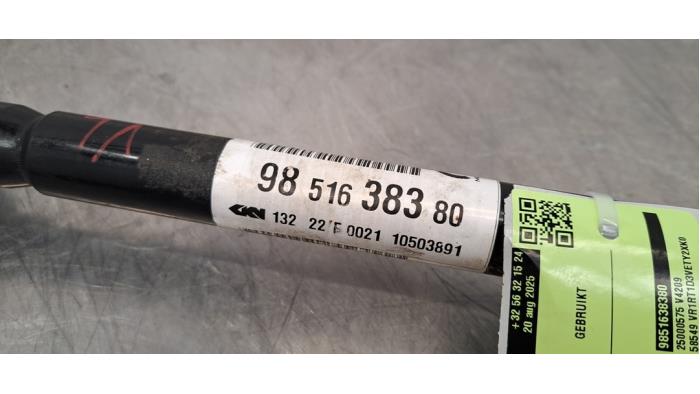 98 516 383 80
GKN 132 22 F 0021 10503891
+ 32 56 32 15 24
20 aug 2025
GEBRUIKT
9851638380
25000575 V4209
58549 VR1RT1D3VETY2XK0